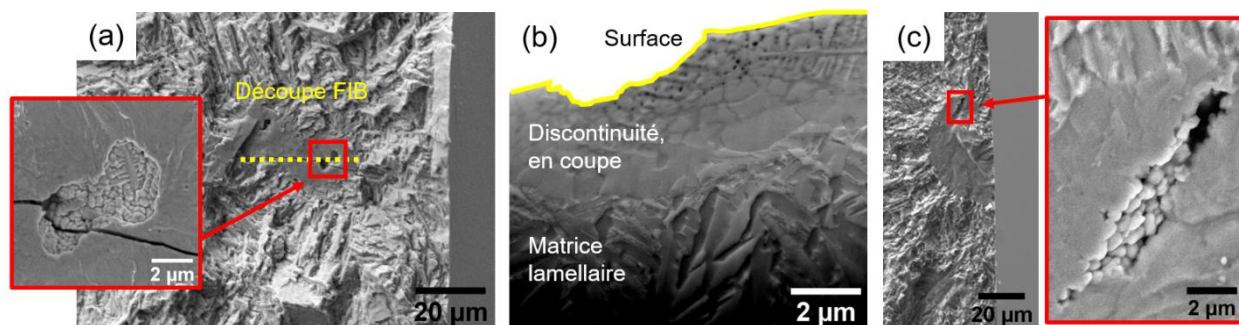 (a)
Découpe FIB
2 µm
20 µm
(b)
Surface
Discontinuité,
en coupe
Matrice
lamellaire
2 µm
(c)
20 µm
2 µm